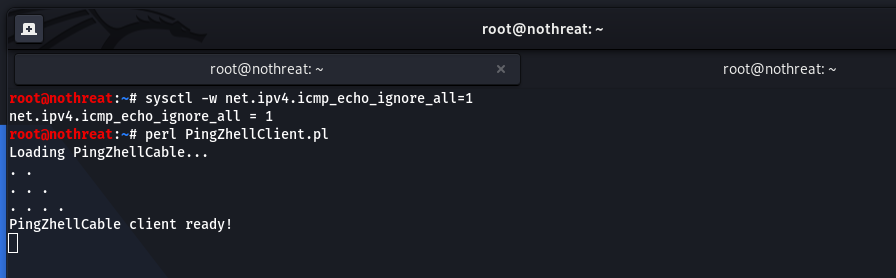 root@nothreat: ~
root@nothreat: ~ ×
root@nothreat: ~
root@nothreat:~# sysctl -w net.ipv4.icmp_echo_ignore_all=1
net.ipv4.icmp_echo_ignore_all = 1
root@nothreat:~# perl PingZhellClient.pl
Loading PingZhellCable...
. .
. . .
. . . .
PingZhellCable client ready!